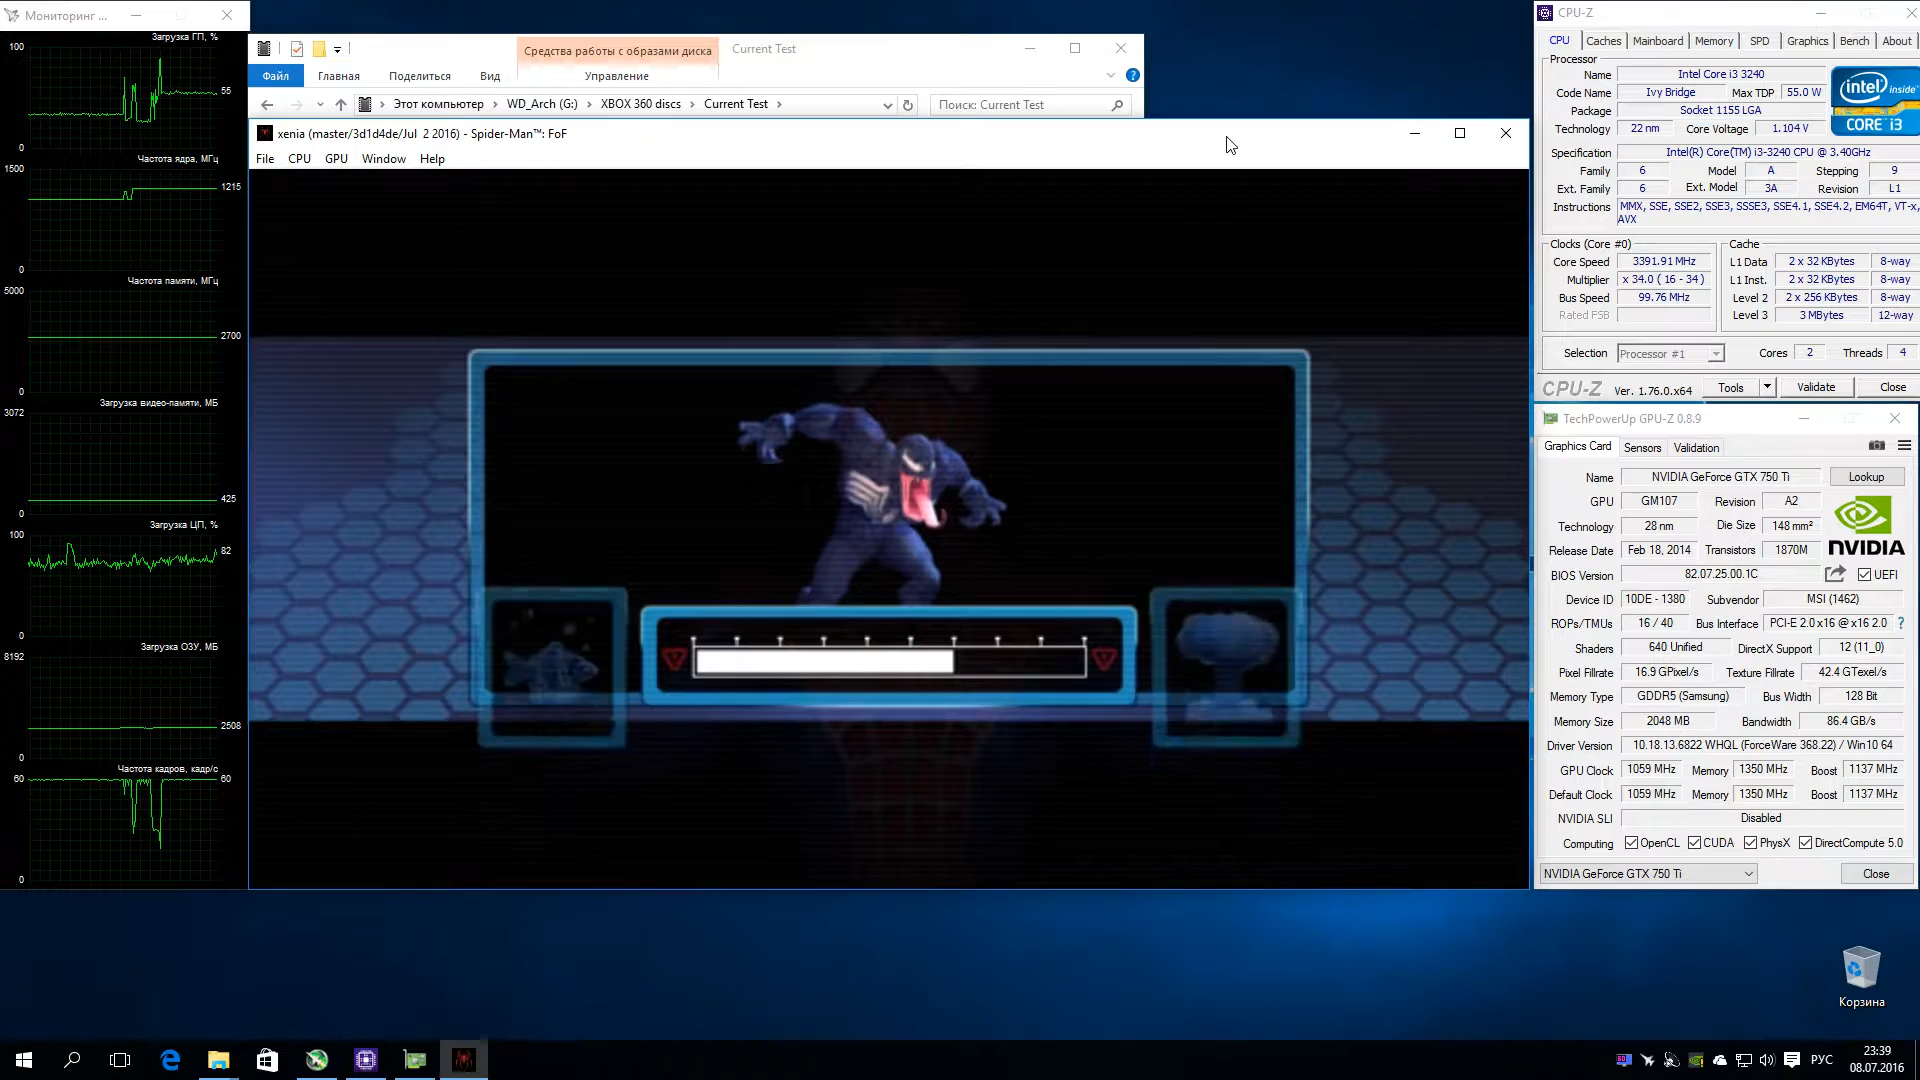 Мониторинг ...
Загрузка ГП, %
100
55
0
Частота ядра, МГц
1500
1215
0
Частота памяти, МГц
5000
2700
0
Загрузка видео-памяти, МБ
3072
425
0
Загрузка ЦП, %
100
82
0
Загрузка ОЗУ, МБ
8192
2508
0
Частота кадров, кадр/с
60
60
0
Средства работы с образами диска
Current Test
Файл
Главная
Поделиться
Вид
Управление
Этот компьютер
WD_Arch (G:)
XBOX 360 discs
Current Test
Поиск: Current Test
xenia (master/3d1d4de/Jul 2 2016) - Spider-Man™: FoF
File CPU GPU Window Help
CPU-Z
CPU Caches Mainboard Memory SPD Graphics Bench About
Processor
Name Intel Core i3 3240
Code Name Ivy Bridge Max TDP 55.0 W
Package Socket 1155 LGA
Technology 22 nm Core Voltage 1.104 V
intel inside™
CORE i3
Specification Intel(R) Core(TM) i3-3240 CPU @ 3.40GHz
Family 6 Model A Stepping 9
Ext. Family 6 Ext. Model 3A Revision L1
Instructions MMX, SSE, SSE2, SSE3, SSSE3, SSE4.1, SSE4.2, EM64T, VT-x,
AVX
Clocks (Core #0)
Core Speed 3391.91 MHz
Multiplier x 34.0 ( 16 - 34 )
Bus Speed 99.76 MHz
Rated FSB
Cache
L1 Data 2 x 32 KBytes 8-way
L1 Inst. 2 x 32 KBytes 8-way
Level 2 2 x 256 KBytes 8-way
Level 3 3 MBytes 12-way
Selection Processor #1 Cores 2 Threads 4
CPU-Z Ver. 1.76.0.x64 Tools Validate Close
TechPowerUp GPU-Z 0.8.9
Graphics Card Sensors Validation
Name NVIDIA GeForce GTX 750 Ti Lookup
GPU GM107 Revision A2
Technology 28 nm Die Size 148 mm²
Release Date Feb 18, 2014 Transistors 1870M
NVIDIA
BIOS Version 82.07.25.00.1C UEFI
Device ID 10DE - 1380 Subvendor MSI (1462)
ROPs/TMUs 16 / 40 Bus Interface PCI-E 2.0 x16 @ x16 2.0 ?
Shaders 640 Unified DirectX Support 12 (11_0)
Pixel Fillrate 16.9 GPixel/s Texture Fillrate 42.4 GTexel/s
Memory Type GDDR5 (Samsung) Bus Width 128 Bit
Memory Size 2048 MB Bandwidth 86.4 GB/s
Driver Version 10.18.13.6822 WHQL (ForceWare 368.22) / Win10 64
GPU Clock 1059 MHz Memory 1350 MHz Boost 1137 MHz
Default Clock 1059 MHz Memory 1350 MHz Boost 1137 MHz
NVIDIA SLI Disabled
Computing OpenCL CUDA PhysX DirectCompute 5.0
NVIDIA GeForce GTX 750 Ti Close
Корзина
60
РУС
23:39
08.07.2016